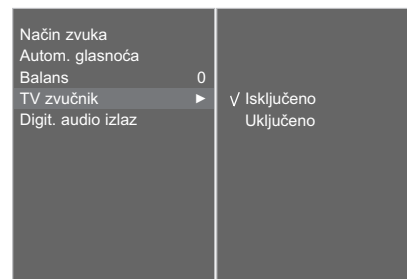 Način zvuka
Autom. glasnoća
Balans 0
TV zvučnik ►
Digit. audio izlaz
√ Isključeno
Uključeno